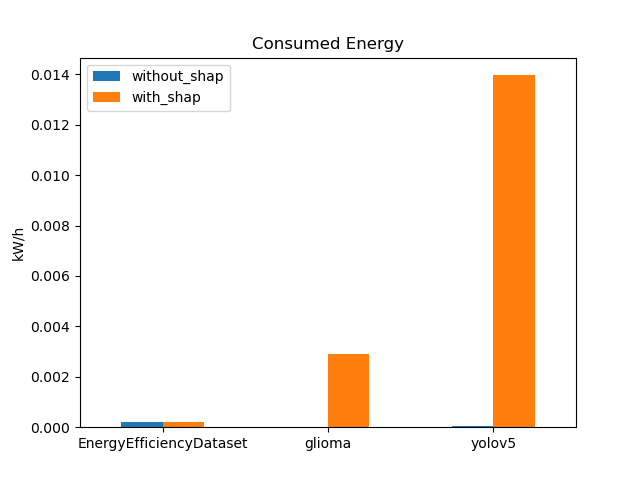 Consumed Energy
without_shap
with_shap
kW/h
0.014
0.012
0.010
0.008
0.006
0.004
0.002
0.000
EnergyEfficiencyDataset
glioma
yolov5